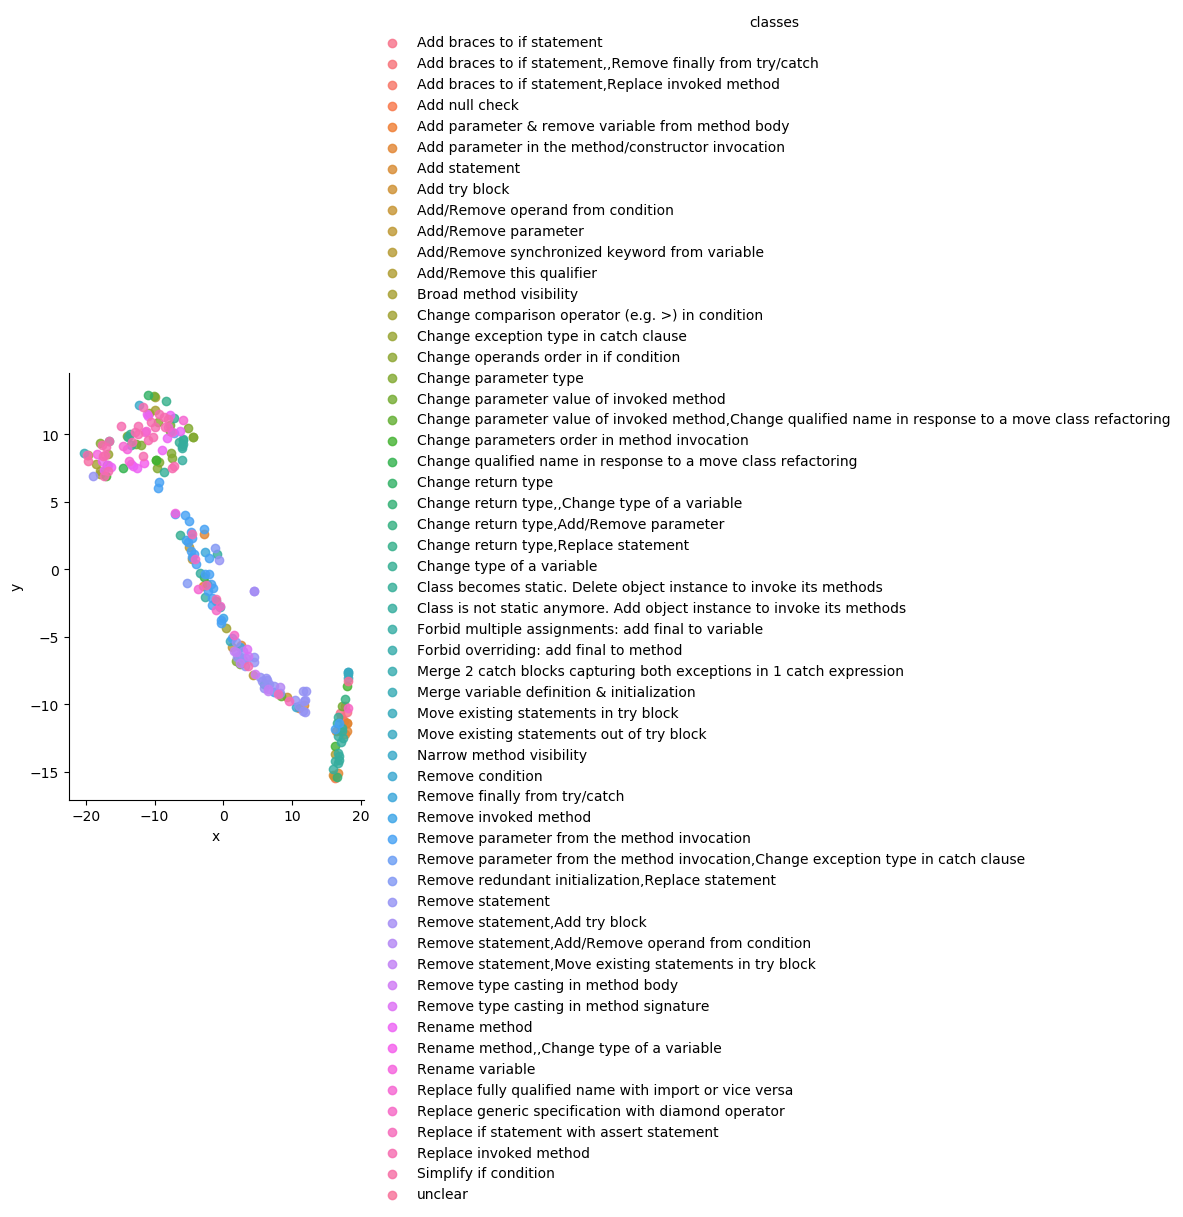 classes
Add braces to if statement
Add braces to if statement,,Remove finally from try/catch
Add braces to if statement,Replace invoked method
Add null check
Add parameter & remove variable from method body
Add parameter in the method/constructor invocation
Add statement
Add try block
Add/Remove operand from condition
Add/Remove parameter
Add/Remove synchronized keyword from variable
Add/Remove this qualifier
Broad method visibility
Change comparison operator (e.g. >) in condition
Change exception type in catch clause
Change operands order in if condition
Change parameter type
Change parameter value of invoked method
Change parameter value of invoked method,Change qualified name in response to a move class refactoring
Change parameters order in method invocation
Change qualified name in response to a move class refactoring
Change return type
Change return type,,Change type of a variable
Change return type,Add/Remove parameter
Change return type,Replace statement
Change type of a variable
Class becomes static. Delete object instance to invoke its methods
Class is not static anymore. Add object instance to invoke its methods
Forbid multiple assignments: add final to variable
Forbid overriding: add final to method
Merge 2 catch blocks capturing both exceptions in 1 catch expression
Merge variable definition & initialization
Move existing statements in try block
Move existing statements out of try block
Narrow method visibility
Remove condition
Remove finally from try/catch
Remove invoked method
Remove parameter from the method invocation
Remove parameter from the method invocation,Change exception type in catch clause
Remove redundant initialization,Replace statement
Remove statement
Remove statement,Add try block
Remove statement,Add/Remove operand from condition
Remove statement,Move existing statements in try block
Remove type casting in method body
Remove type casting in method signature
Rename method
Rename method,,Change type of a variable
Rename variable
Replace fully qualified name with import or vice versa
Replace generic specification with diamond operator
Replace if statement with assert statement
Replace invoked method
Simplify if condition
unclear
10
5
0
−5
−10
−15
y
−20 −10 0 10 20
x